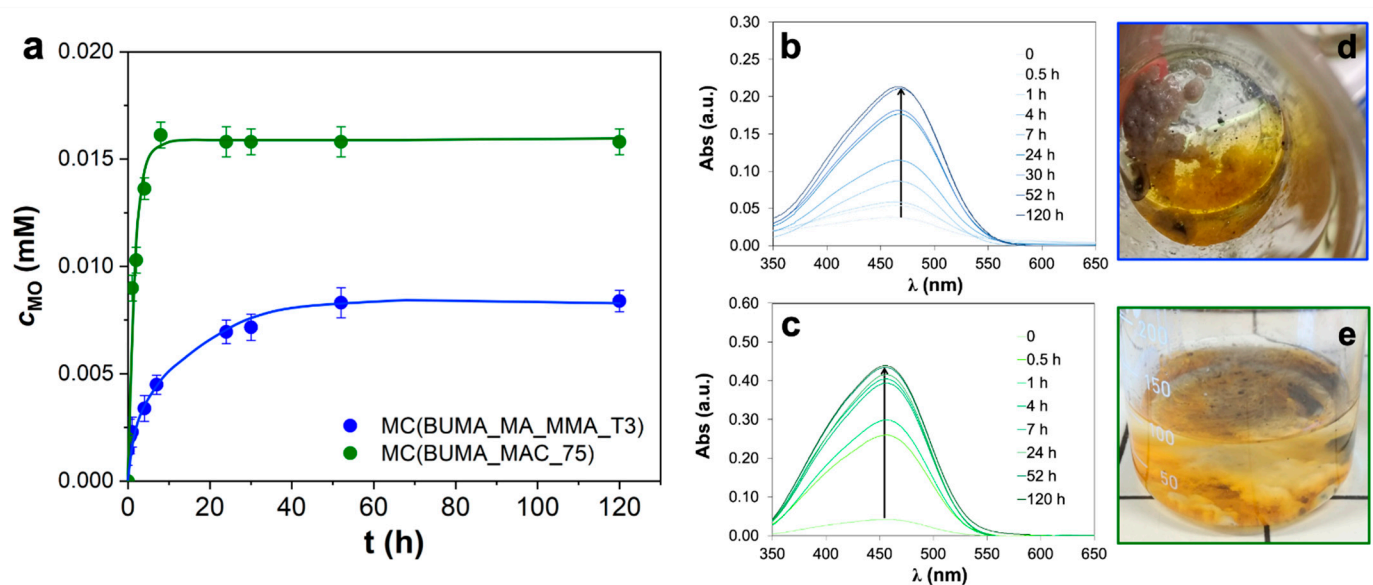 a
0.020
0.015
0.010
0.005
0.000
c_MO (mM)
0
20
40
60
80
100
120
t (h)
MC(BUMA_MA_MMA_T3)
MC(BUMA_MAC_75)
b
0.30
0.25
0.20
0.15
0.10
0.05
0.00
Abs (a.u.)
350 400 450 500 550 600 650
λ (nm)
0
0.5 h
1 h
4 h
7 h
24 h
30 h
52 h
120 h
d
c
0.60
0.50
0.40
0.30
0.20
0.10
0.00
Abs (a.u.)
350 400 450 500 550 600 650
λ (nm)
0
0.5 h
1 h
4 h
7 h
24 h
52 h
120 h
e
200
150
100
50